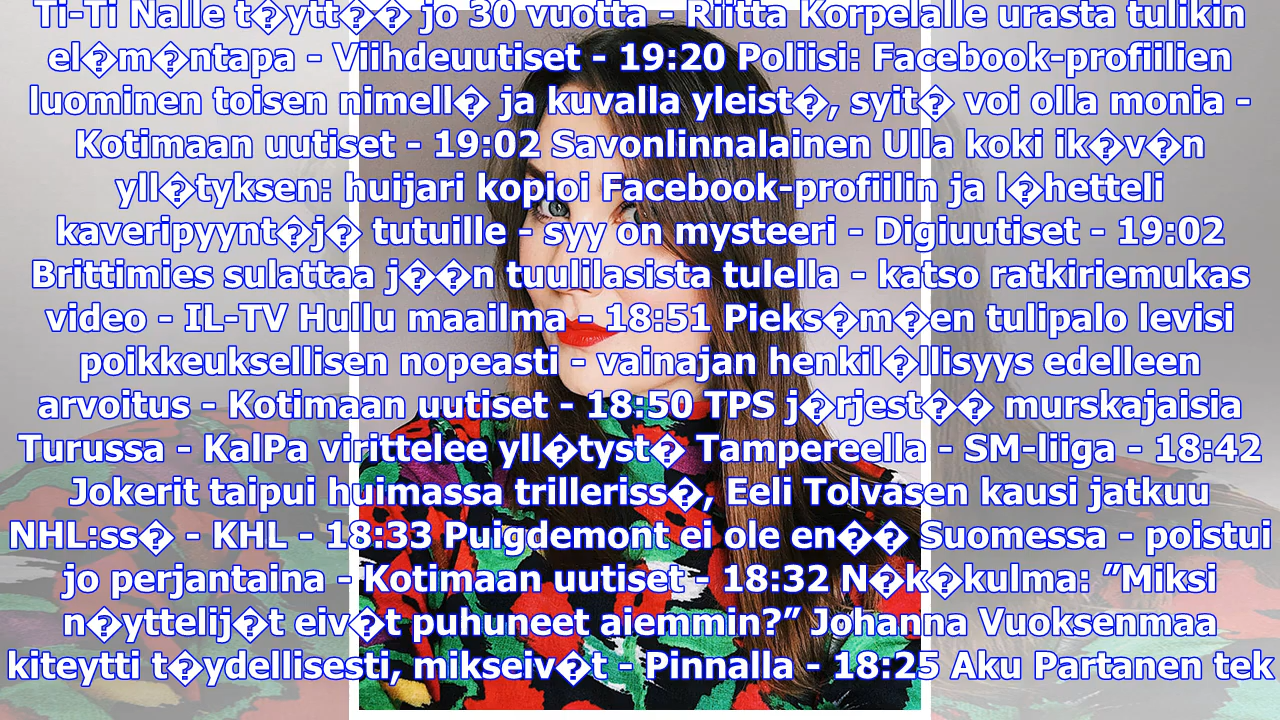 Ti-Ti Nalle t�ytt�� jo 30 vuotta - Riitta Korpelalle urasta tulikin
el�m�ntapa - Viihdeuutiset - 19:20 Poliisi: Facebook-profiilien
luominen toisen nimell� ja kuvalla yleist�, syit� voi olla monia -
Kotimaan uutiset - 19:02 Savonlinnalainen Ulla koki ik�v�n
yll�tyksen: huijari kopioi Facebook-profiilin ja l�hetteli
kaveripyynt�j� tutuille - syy on mysteeri - Digiuutiset - 19:02
Brittimies sulattaa j��n tuulilasista tulella - katso ratkiriemukas
video - IL-TV Hullu maailma - 18:51 Pieks�m�en tulipalo levisi
poikkeuksellisen nopeasti - vainajan henkil�llisyys edelleen
arvoitus - Kotimaan uutiset - 18:50 TPS j�rjest�� murskajaisia
Turussa - KalPa virittelee yll�tyst� Tampereella - SM-liiga - 18:42
Jokerit taipui huimassa trilleriss�, Eeli Tolvasen kausi jatkuu
NHL:ss� - KHL - 18:33 Puigdemont ei ole en�� Suomessa - poistui
jo perjantaina - Kotimaan uutiset - 18:32 N�k�kulma: ”Miksi
n�yttelij�t eiv�t puhuneet aiemmin?” Johanna Vuoksenmaa
kiteytti t�ydellisesti, mikseiv�t - Pinnalla - 18:25 Aku Partanen tek